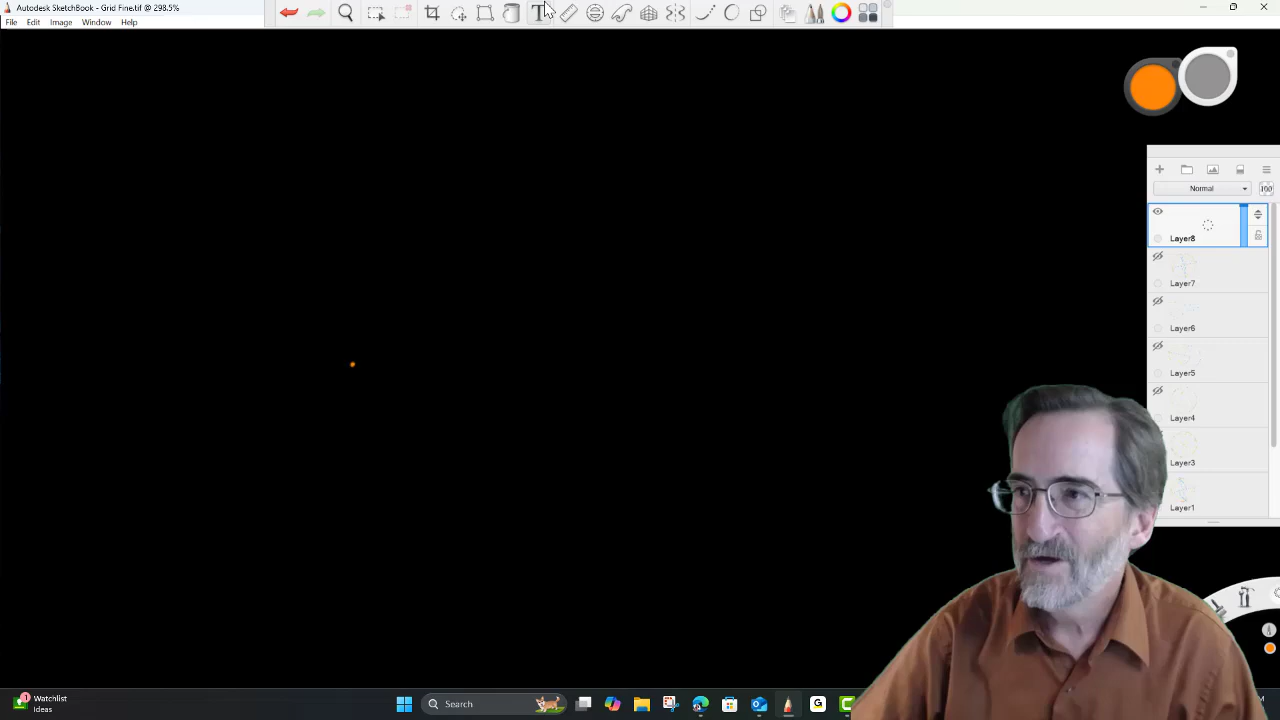 Autodesk SketchBook - Grid Fine.tif @ 298.5%
File Edit Image Window Help
T
Normal
100
Layer8
Layer7
Layer6
Layer5
Layer4
Layer3
Layer1
1
Watchlist
Ideas
Search
G